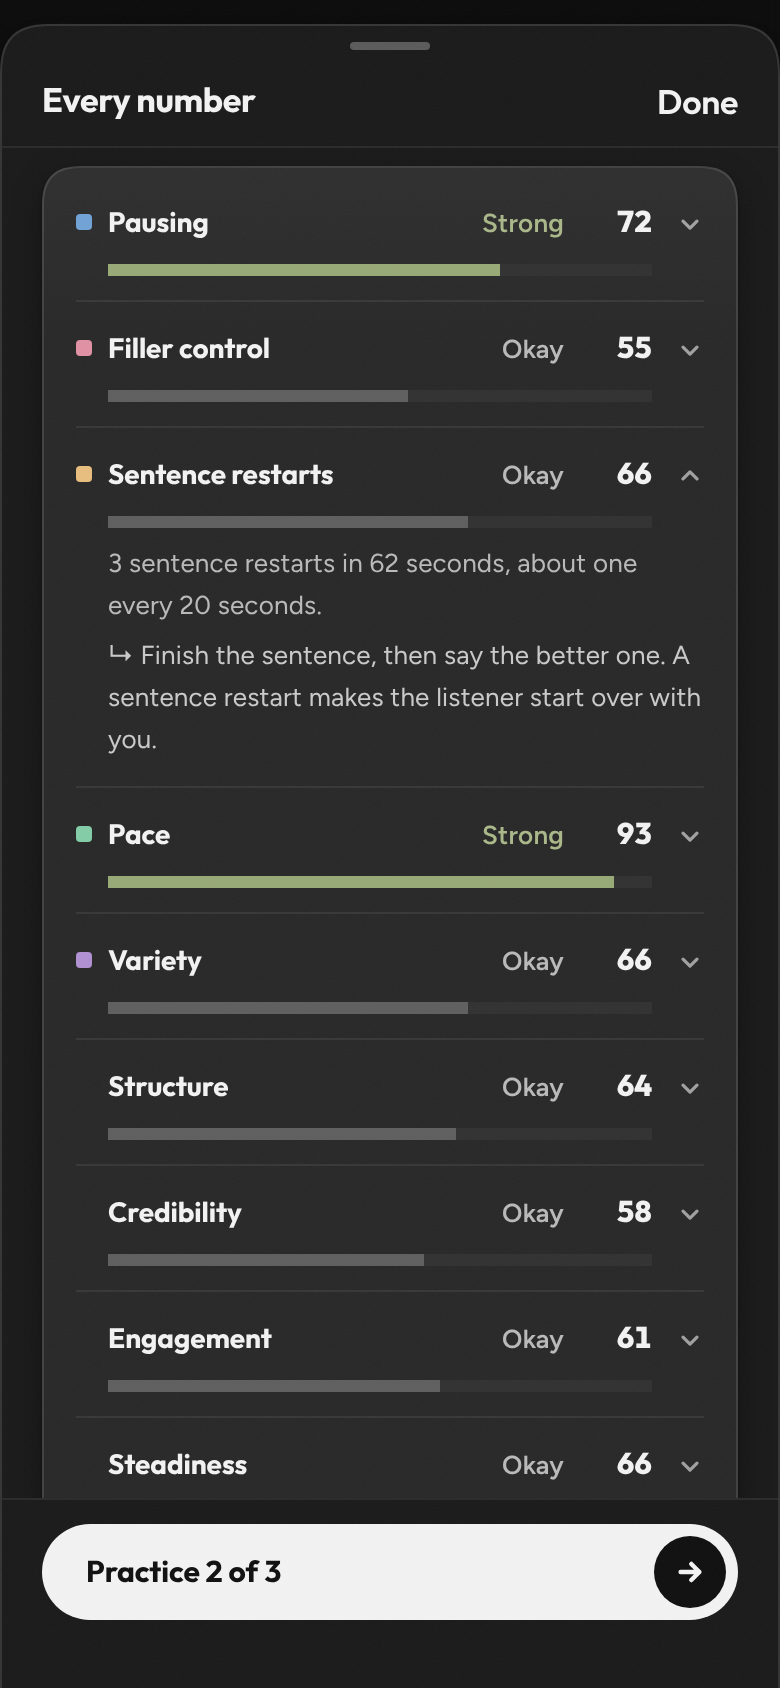 Every number
Done
Pausing Strong 72
Filler control Okay 55
Sentence restarts Okay 66
3 sentence restarts in 62 seconds, about one
every 20 seconds.
↳ Finish the sentence, then say the better one. A
sentence restart makes the listener start over with
you.
Pace Strong 93
Variety Okay 66
Structure Okay 64
Credibility Okay 58
Engagement Okay 61
Steadiness Okay 66
Practice 2 of 3